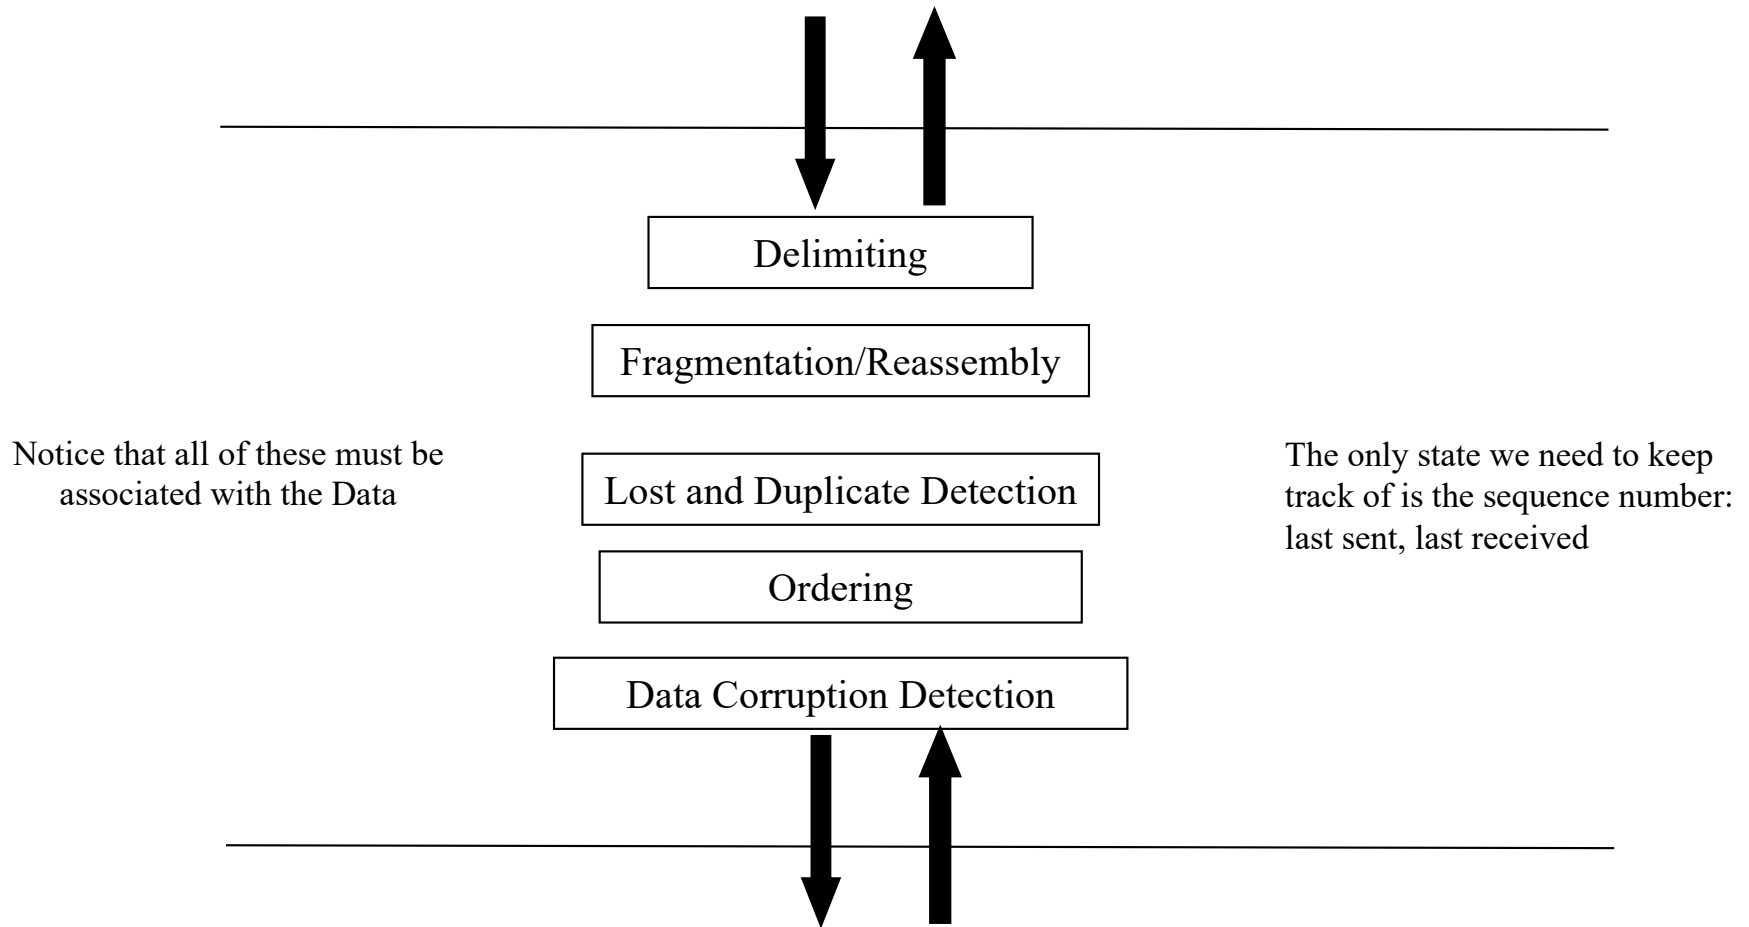 Delimiting
Fragmentation/Reassembly
Notice that all of these must be
associated with the Data
Lost and Duplicate Detection
The only state we need to keep
track of is the sequence number:
last sent, last received
Ordering
Data Corruption Detection